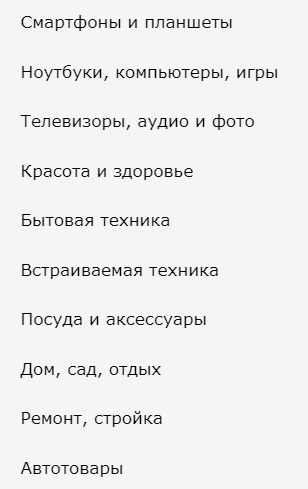 Смартфоны и планшеты
Ноутбуки, компьютеры, игры
Телевизоры, аудио и фото
Красота и здоровье
Бытовая техника
Встраиваемая техника
Посуда и аксессуары
Дом, сад, отдых
Ремонт, стройка
Автотовары